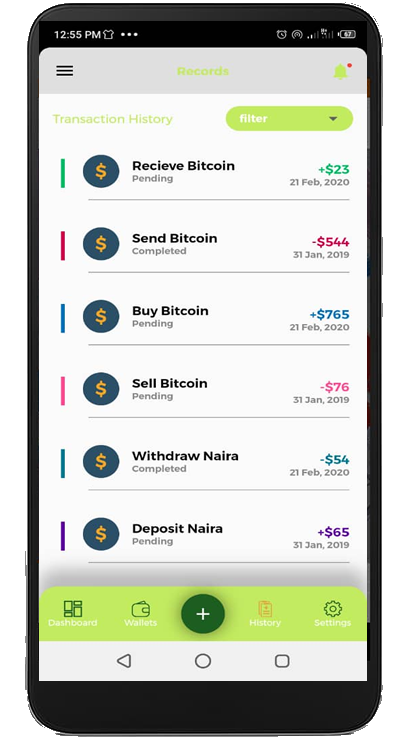 12:55 PM
67
Records
Transaction History
filter
$
Recieve Bitcoin
+$23
Pending
21 Feb, 2020
$
Send Bitcoin
-$544
Completed
31 Jan, 2019
$
Buy Bitcoin
+$765
Pending
21 Feb, 2020
$
Sell Bitcoin
-$76
Pending
31 Jan, 2019
$
Withdraw Naira
-$54
Completed
21 Feb, 2020
$
Deposit Naira
+$65
Pending
31 Jan, 2019
+
Dashboard
Wallets
History
Settings